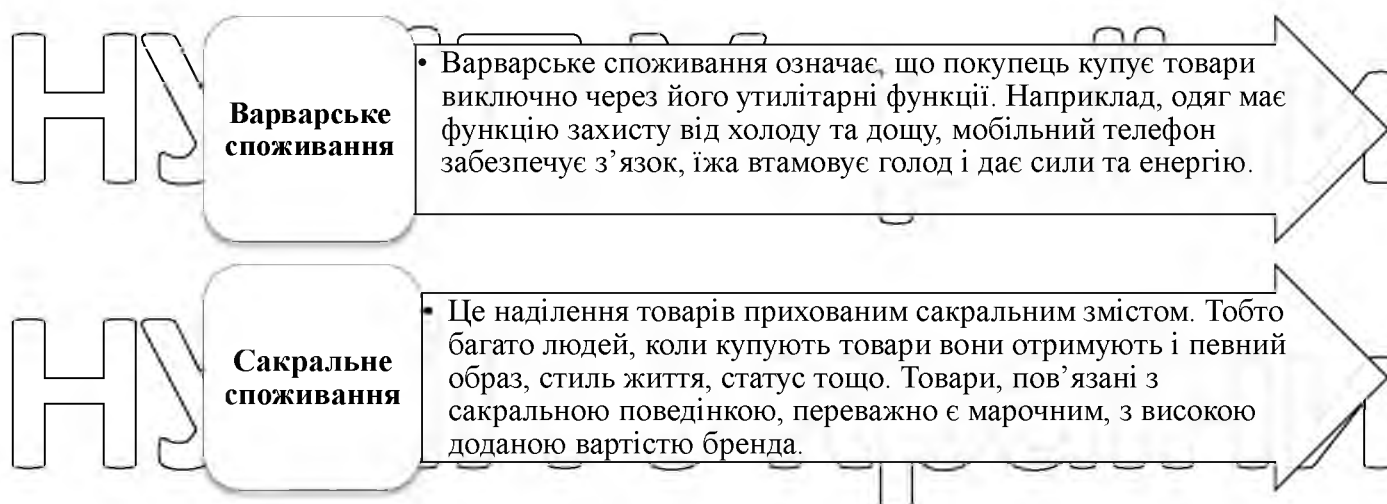 Варварське
споживання
• Варварське споживання означає, що покупець купує товари
виключно через його утилітарні функції. Наприклад, одяг має
функцію захисту від холоду та дощу, мобільний телефон
забезпечує з’язок, їжа втамовує голод і дає сили та енергію.
Сакральне
споживання
• Це наділення товарів прихованим сакральним змістом. Тобто
багато людей, коли купують товари вони отримують і певний
образ, стиль життя, статус тощо. Товари, пов’язані з
сакральною поведінкою, переважно є марочним, з високою
доданою вартістю бренда.